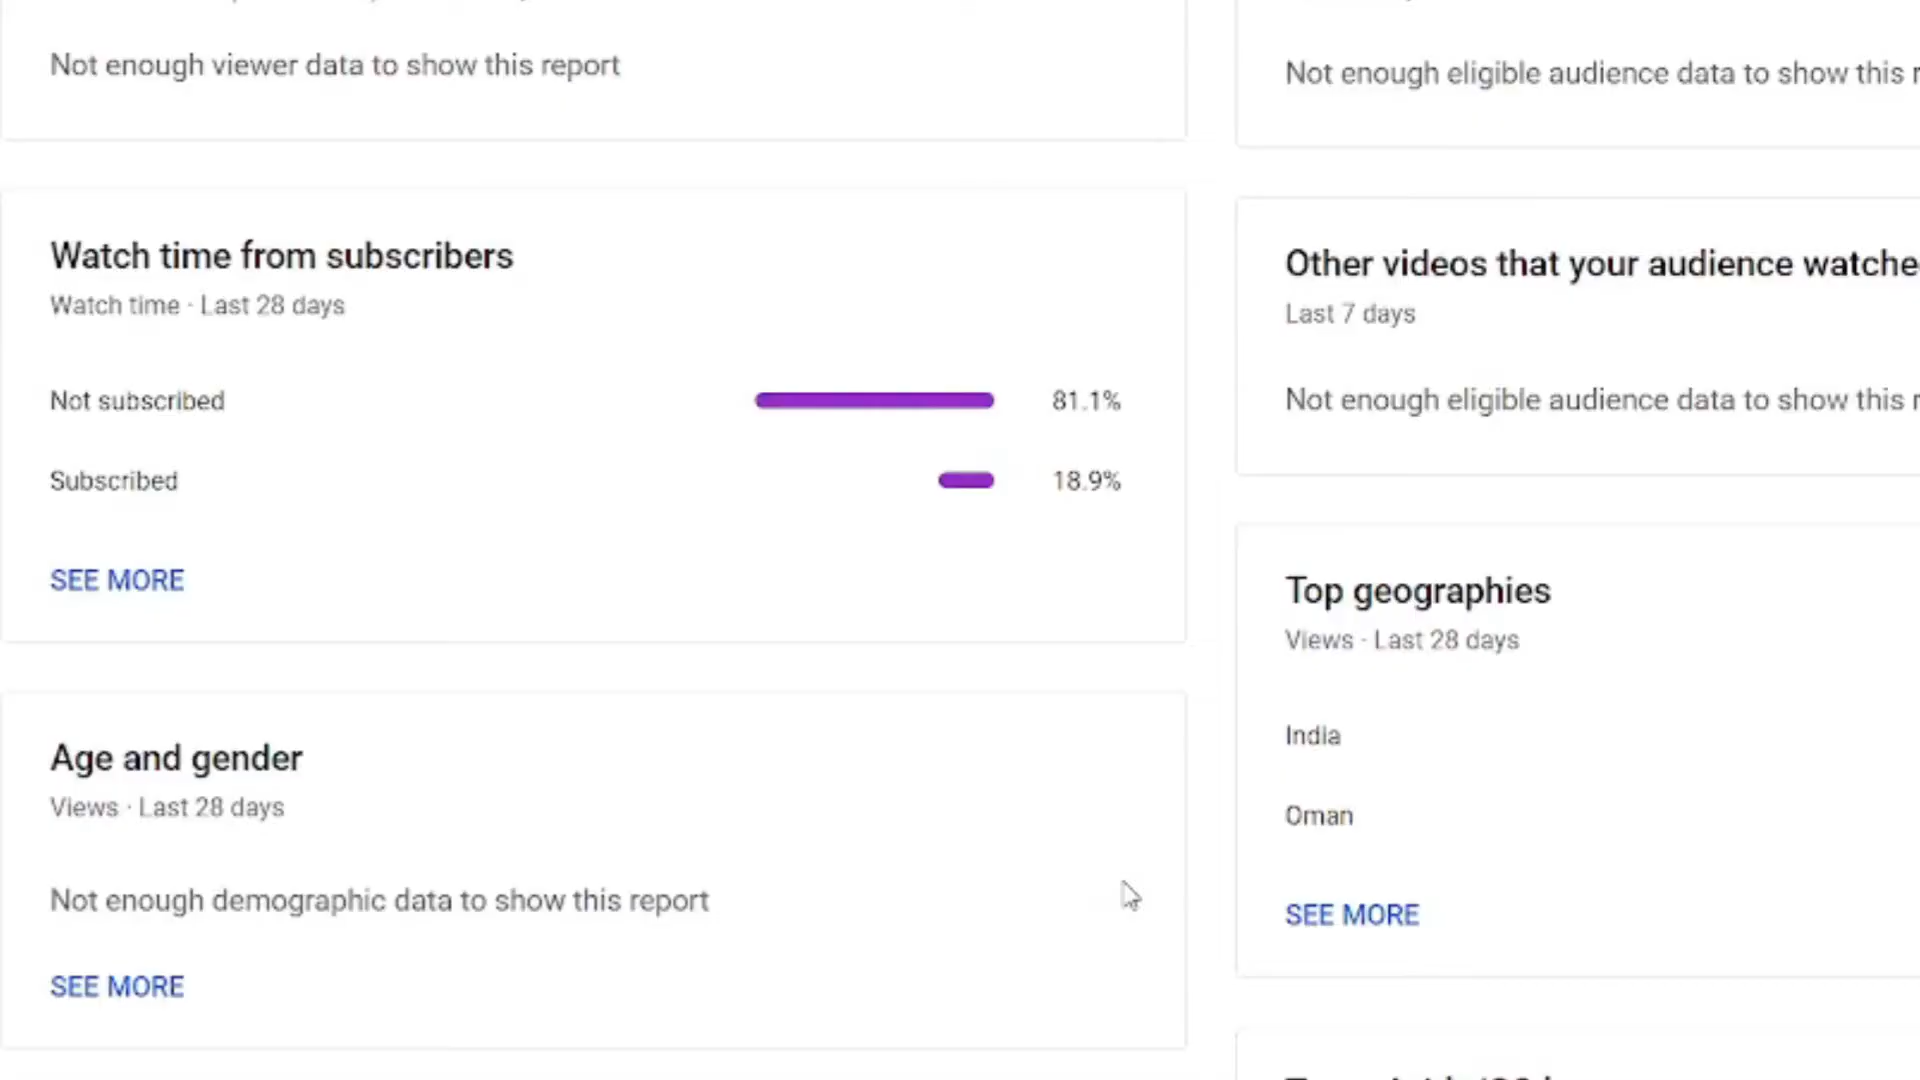 Not enough viewer data to show this report
Watch time from subscribers
Watch time · Last 28 days
Not subscribed
81.1%
Subscribed
18.9%
SEE MORE
Age and gender
Views · Last 28 days
Not enough demographic data to show this report
SEE MORE
Not enough eligible audience data to show this
Other videos that your audience watche
Last 7 days
Not enough eligible audience data to show this
Top geographies
Views · Last 28 days
India
Oman
SEE MORE